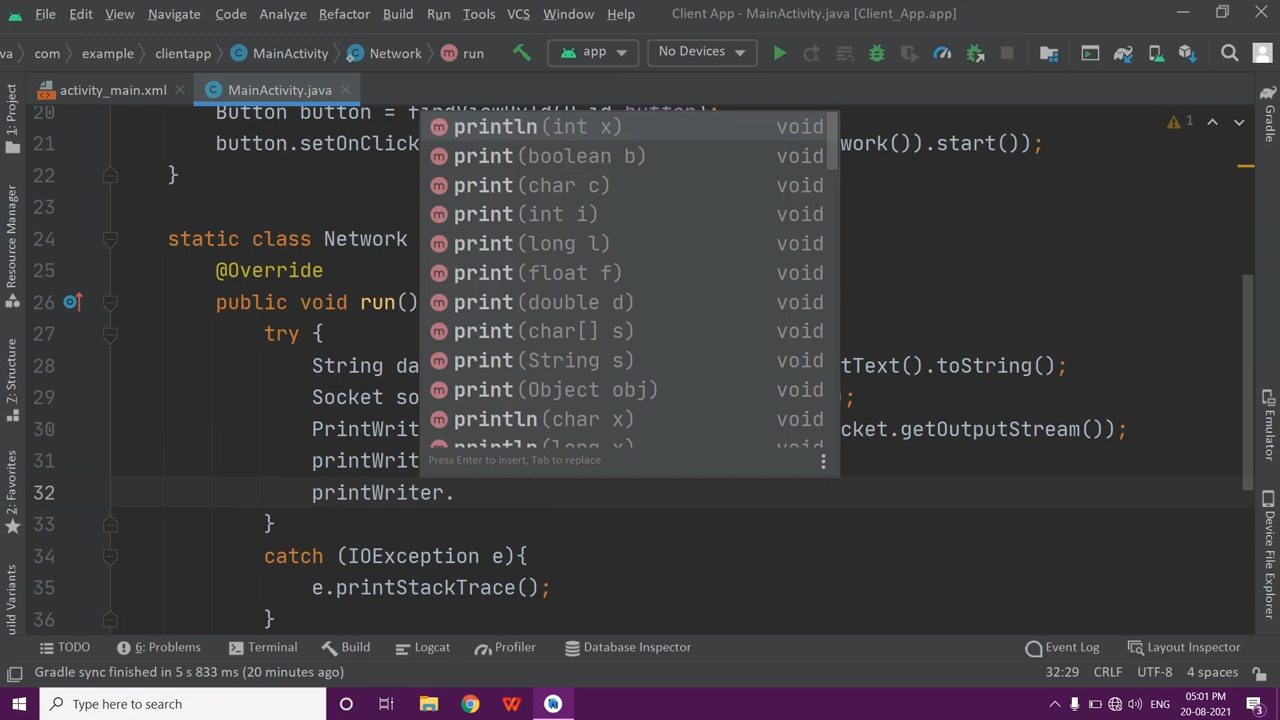 File Edit View Navigate Code Analyze Refactor Build Run Tools VCS Window Help Client App - MainActivity.java [Client_App.app]
va com example clientapp MainActivity Network run app No Devices
activity_main.xml MainActivity.java
20 Button button = findViewById(R.id.button);
println(int x) void
21 button.setOnClick work()).start()); 1
print(boolean b) void
22 }
print(char c) void
23
print(int i) void
24 static class Network
print(long l) void
25 @Override
print(float f) void
26 public void run()
print(double d) void
27 try {
print(char[] s) void
28 String da tText().toString();
print(String s) void
29 Socket so ;
print(Object obj) void
30 PrintWrit cket.getOutputStream());
println(char x) void
println(long x) void
31 printWrit
Press Enter to insert, Tab to replace
32 printWriter.
33 }
34 catch (IOException e){
35 e.printStackTrace();
36 }
1: Project
Resource Manager
Z: Structure
2: Favorites
uild Variants
Gradle
Emulator
Device File Explorer
TODO 6: Problems Terminal Build Logcat Profiler Database Inspector Event Log Layout Inspector
Gradle sync finished in 5 s 833 ms (20 minutes ago) 32:29 CRLF UTF-8 4 spaces
Type here to search ENG 05:01 PM 20-08-2021 3